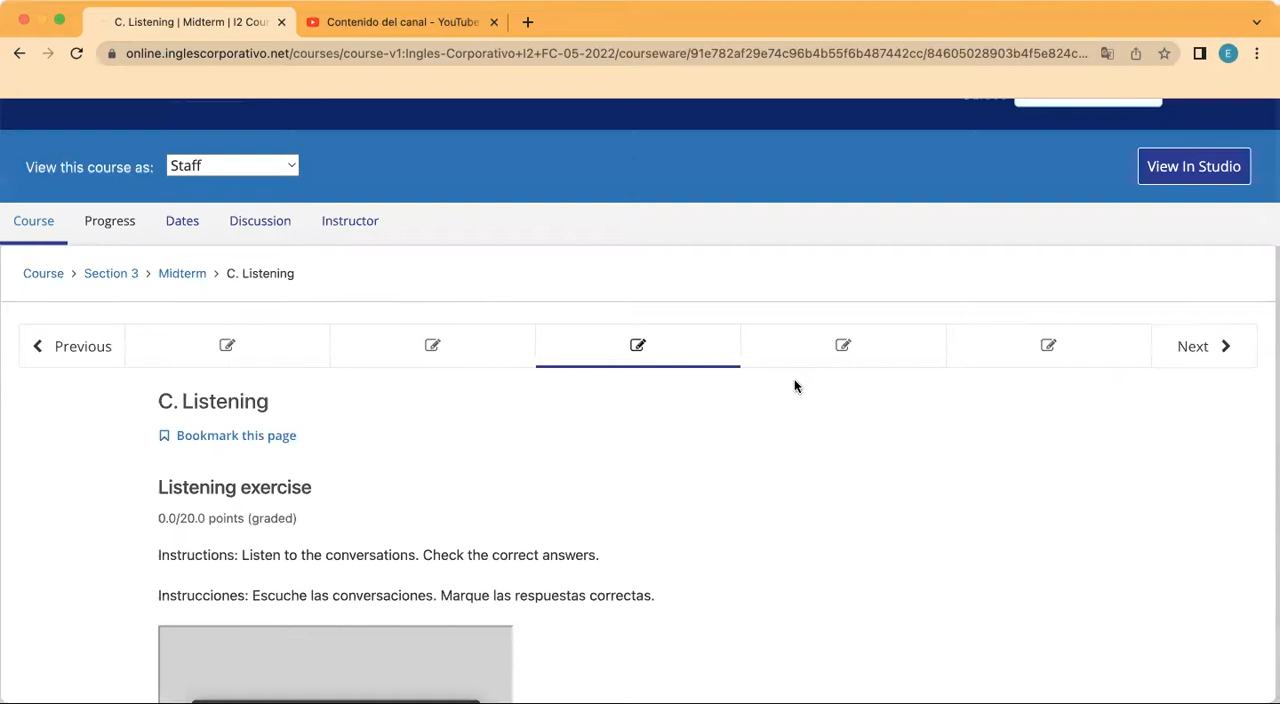 C. Listening | Midterm | I2 Cour
Contenido del canal - YouTube
online.inglescorporativo.net/courses/course-v1:Ingles-Corporativo+I2+FC-05-2022/courseware/91e782af29e74c96b4b55f6b487442cc/84605028903b4f5e824c...
E
View this course as:
Staff
View In Studio
Course
Progress
Dates
Discussion
Instructor
Course > Section 3 > Midterm > C. Listening
Previous
Next
C. Listening
Bookmark this page
Listening exercise
0.0/20.0 points (graded)
Instructions: Listen to the conversations. Check the correct answers.
Instrucciones: Escuche las conversaciones. Marque las respuestas correctas.